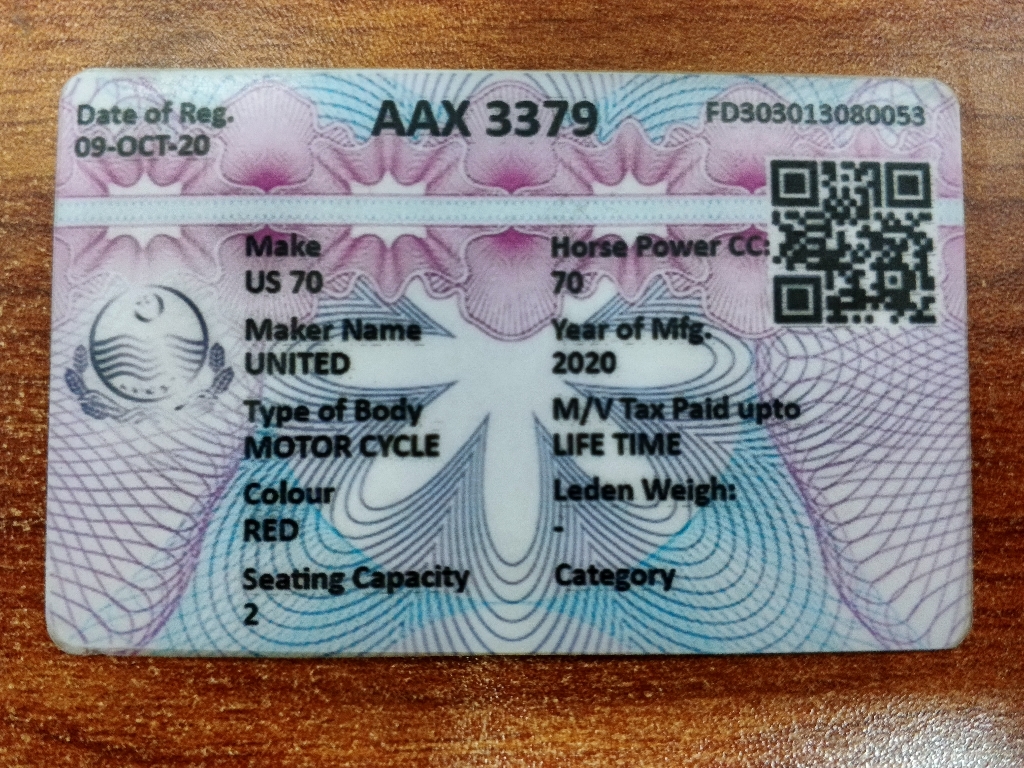 Date of Reg.
09-OCT-20
AAX 3379
FD303013080053
Make
US 70
Horse Power CC:
70
Maker Name
UNITED
Year of Mfg.
2020
Type of Body
MOTOR CYCLE
M/V Tax Paid upto
LIFE TIME
Colour
RED
Leden Weigh:
-
Seating Capacity
2
Category